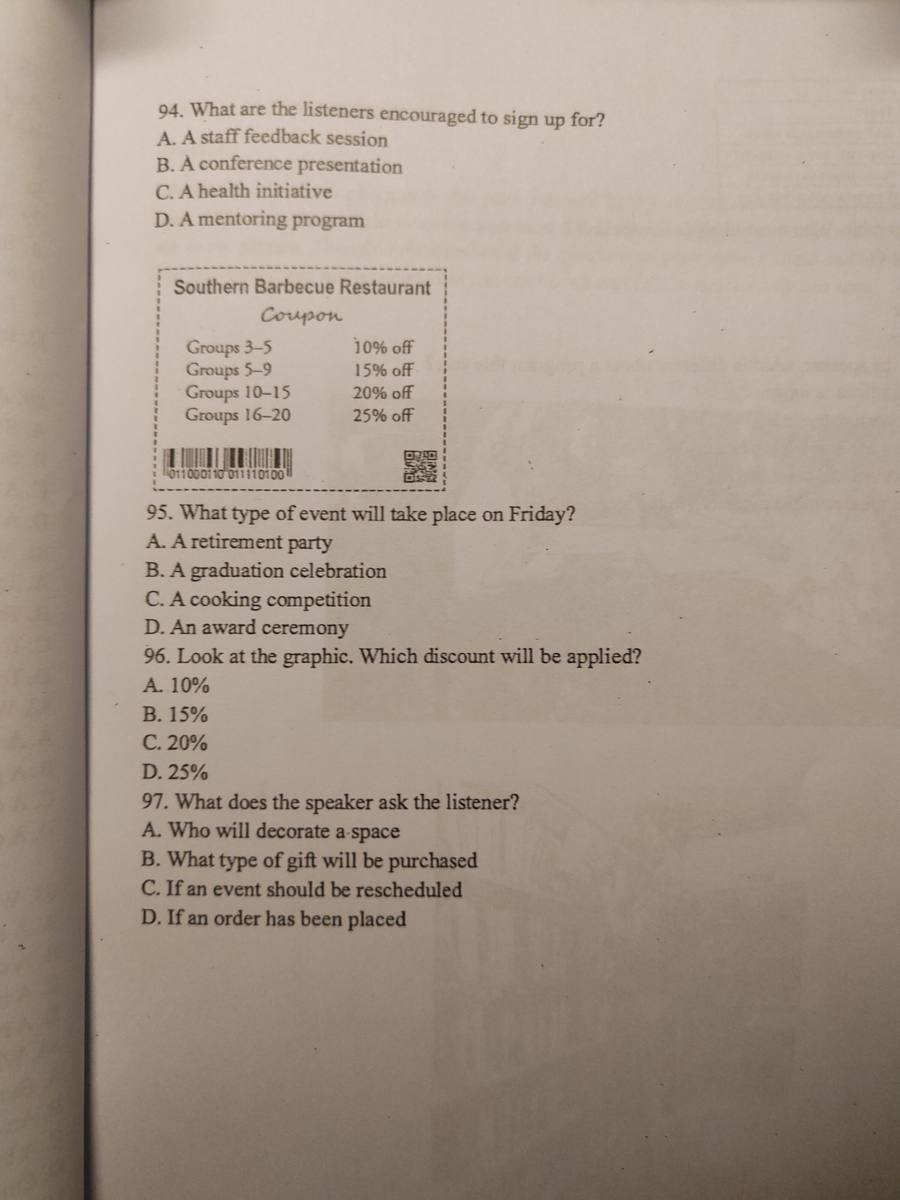 94. What are the listeners encouraged to sign up for?
A. A staff feedback session
B. A conference presentation
C. A health initiative
D. A mentoring program
Southern Barbecue Restaurant
Coupon
Groups 3–5 10% off
Groups 5–9 15% off
Groups 10–15 20% off
Groups 16–20 25% off
011000110 011110100
95. What type of event will take place on Friday?
A. A retirement party
B. A graduation celebration
C. A cooking competition
D. An award ceremony
96. Look at the graphic. Which discount will be applied?
A. 10%
B. 15%
C. 20%
D. 25%
97. What does the speaker ask the listener?
A. Who will decorate a space
B. What type of gift will be purchased
C. If an event should be rescheduled
D. If an order has been placed